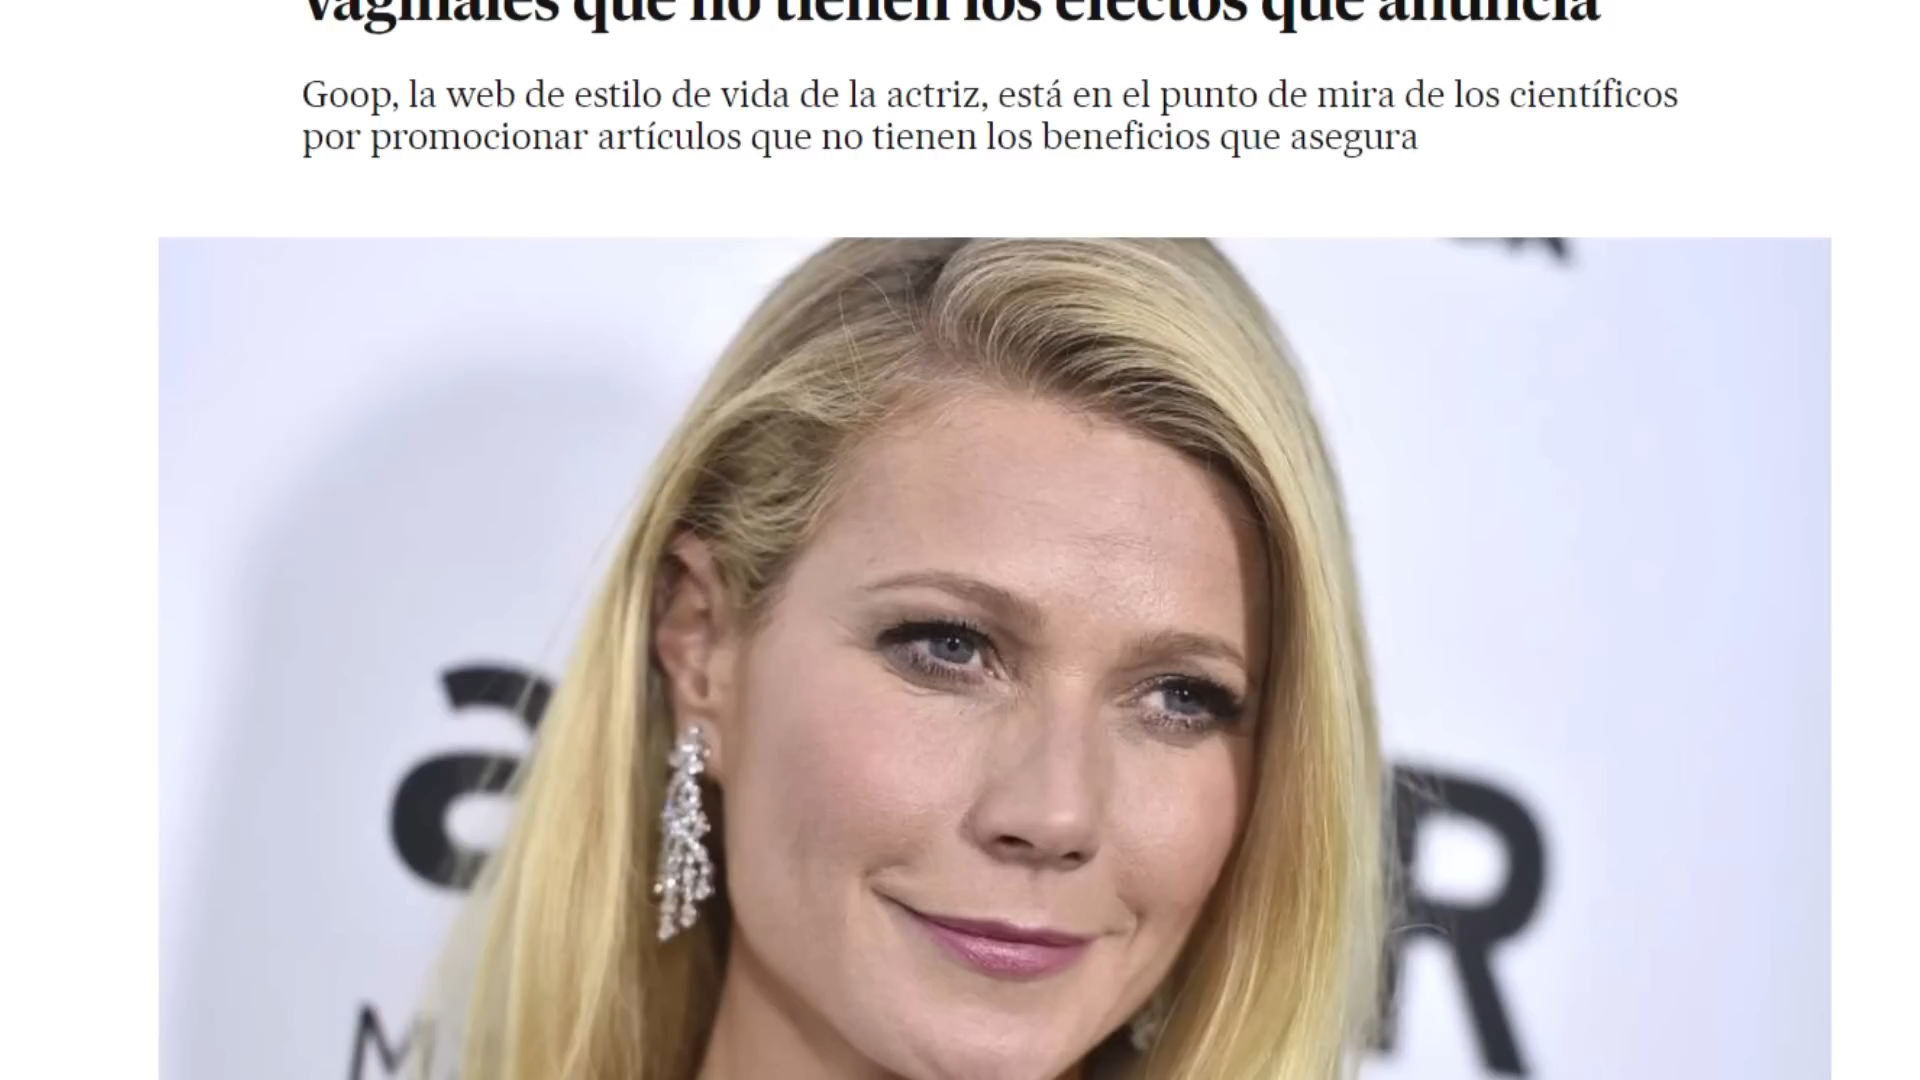 vaginales que no tienen los efectos que anuncia
Goop, la web de estilo de vida de la actriz, está en el punto de mira de los científicos
por promocionar artículos que no tienen los beneficios que asegura
a
R
M